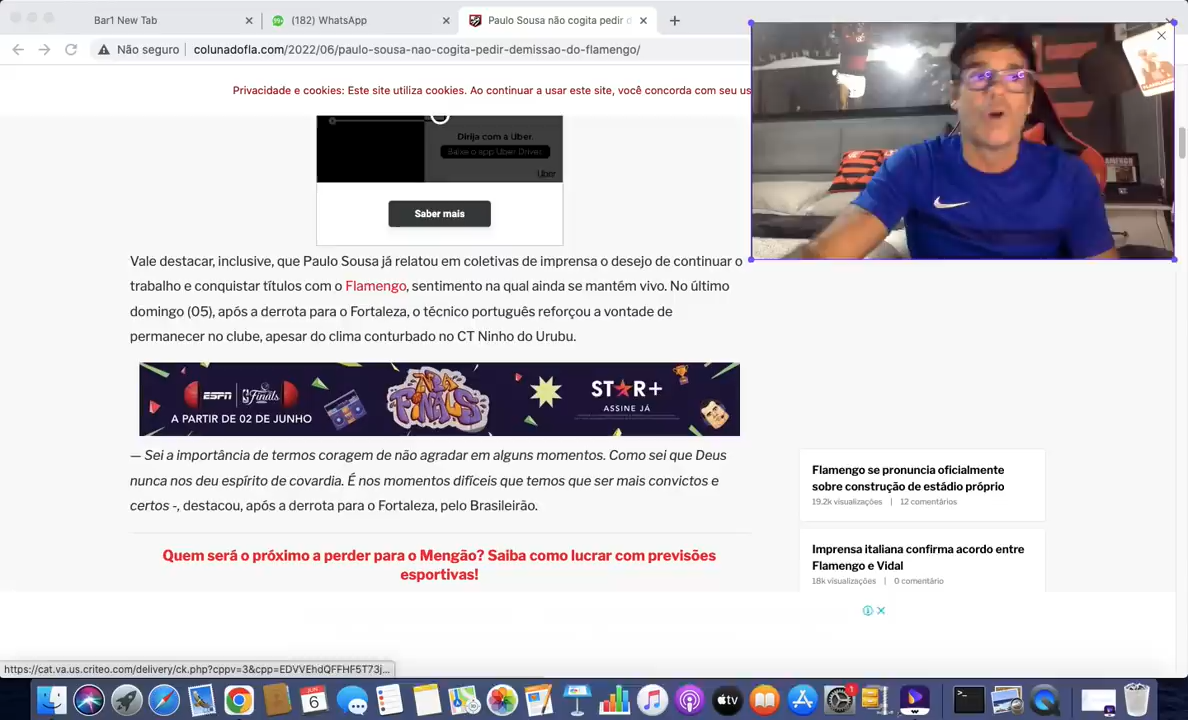 Bar1 New Tab
(182) WhatsApp
Paulo Sousa não cogita pedir d
Não seguro
colunadofla.com/2022/06/paulo-sousa-nao-cogita-pedir-demissao-do-flamengo/
Privacidade e cookies: Este site utiliza cookies. Ao continuar a usar este site, você concorda com seu us
Dirija com a Uber.
Baixe o app Uber Driver
Uber
Saber mais
Vale destacar, inclusive, que Paulo Sousa já relatou em coletivas de imprensa o desejo de continuar o
trabalho e conquistar títulos com o Flamengo, sentimento na qual ainda se mantém vivo. No último
domingo (05), após a derrota para o Fortaleza, o técnico português reforçou a vontade de
permanecer no clube, apesar do clima conturbado no CT Ninho do Urubu.
ESPN
Finals
A PARTIR DE 02 DE JUNHO
NBA FINALS
ST★R+
ASSINE JÁ
— Sei a importância de termos coragem de não agradar em alguns momentos. Como sei que Deus
nunca nos deu espírito de covardia. É nos momentos difíceis que temos que ser mais convictos e
certos -, destacou, após a derrota para o Fortaleza, pelo Brasileirão.
Quem será o próximo a perder para o Mengão? Saiba como lucrar com previsões
esportivas!
Flamengo se pronuncia oficialmente
sobre construção de estádio próprio
19.2k visualizações | 12 comentários
Imprensa italiana confirma acordo entre
Flamengo e Vidal
18k visualizações | 0 comentário
https://cat.va.us.criteo.com/delivery/ck.php?cppv=3&cpp=EDVVEhdQFFHF5T73j...
JUN
6
tv
1